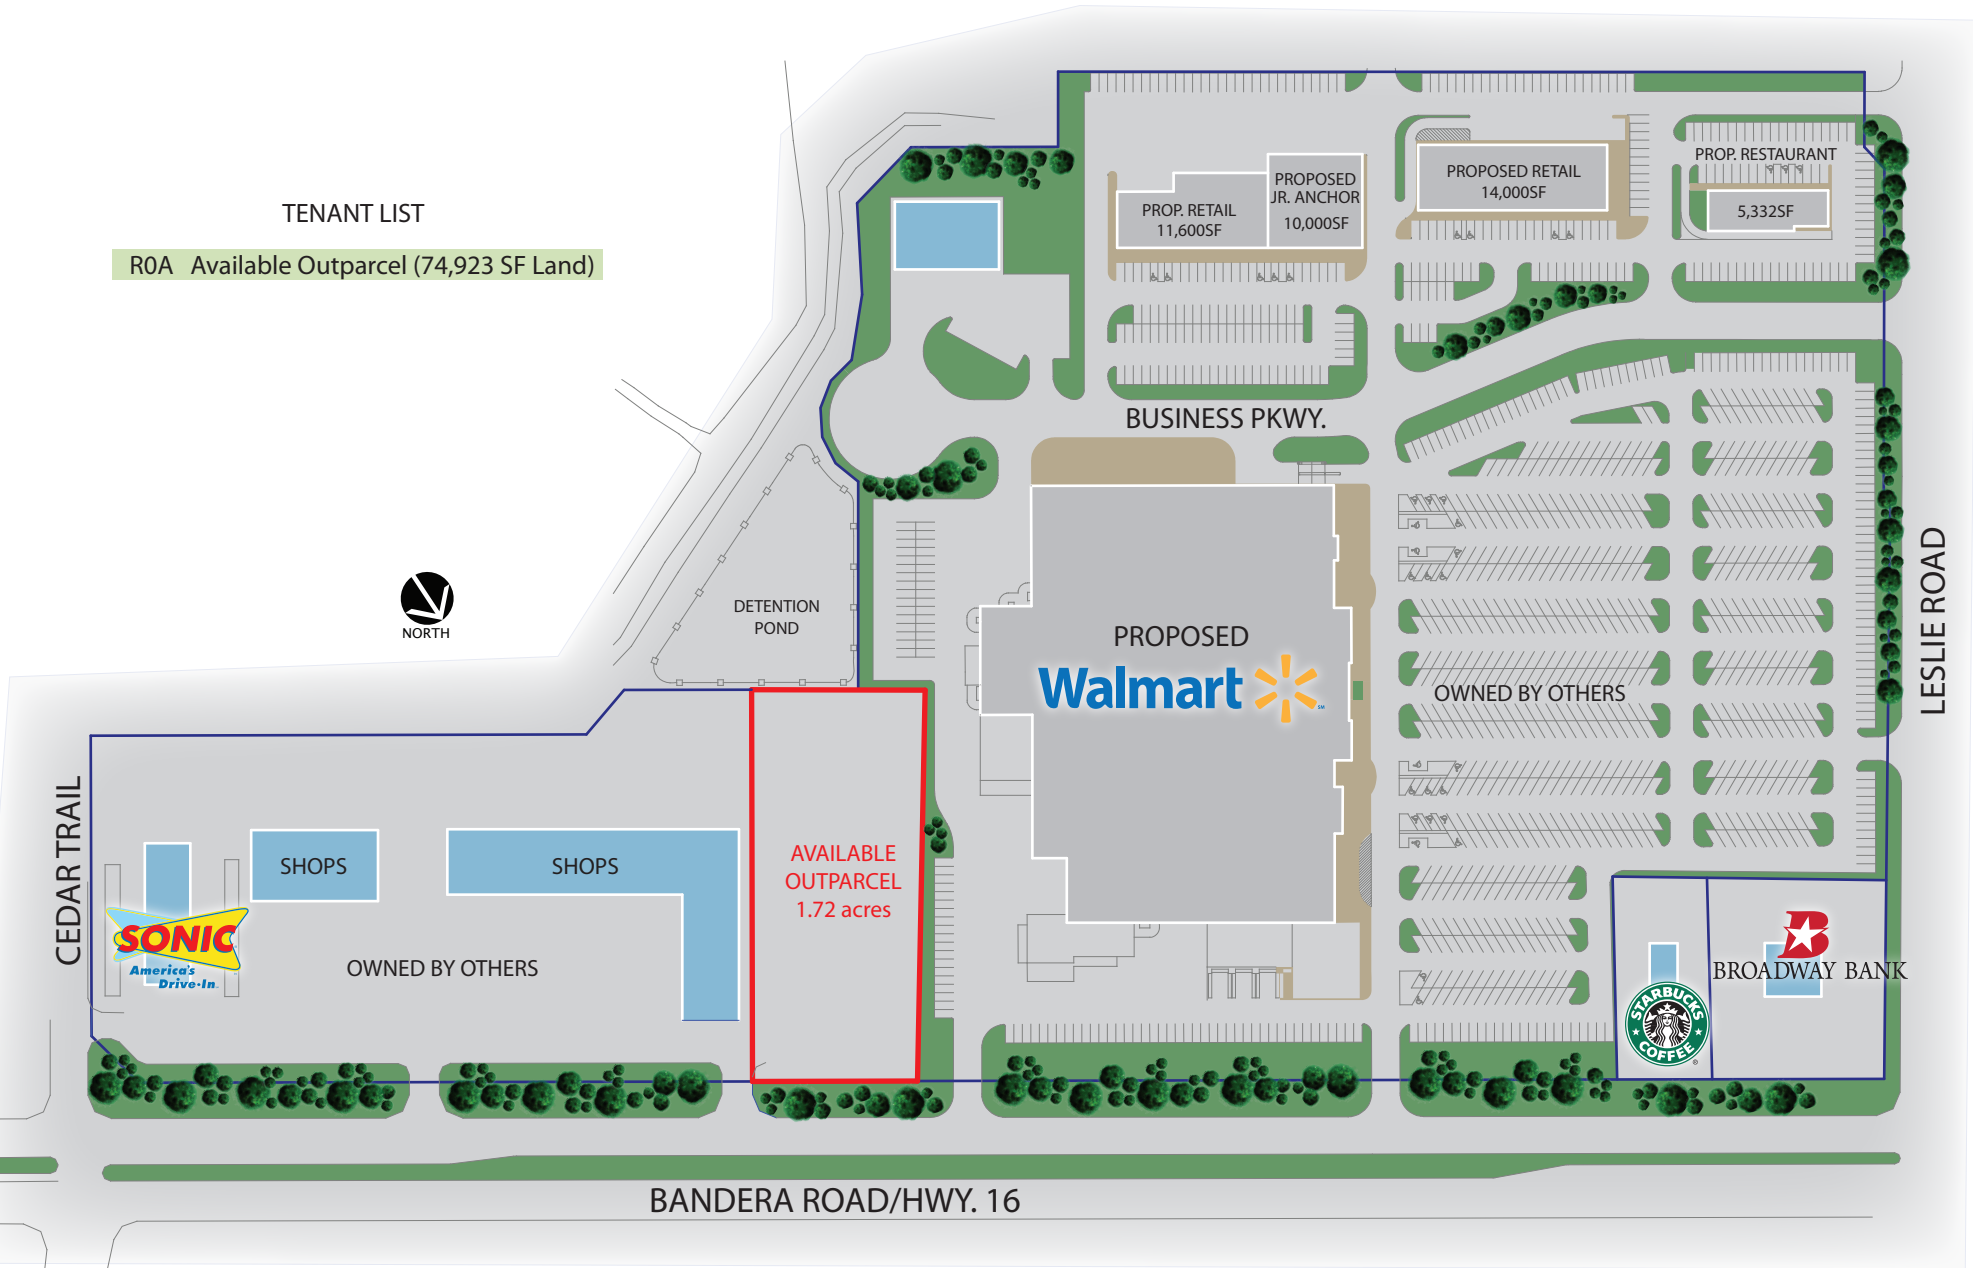 TENANT LIST
R0A Available Outparcel (74,923 SF Land)
NORTH
PROP. RETAIL
11,600SF
PROPOSED
JR. ANCHOR
10,000SF
PROPOSED RETAIL
14,000SF
PROP. RESTAURANT
5,332SF
BUSINESS PKWY.
DETENTION
POND
PROPOSED
Walmart
SM
OWNED BY OTHERS
LESLIE ROAD
CEDAR TRAIL
SHOPS
SHOPS
AVAILABLE
OUTPARCEL
1.72 acres
SONIC
America's
Drive-In
OWNED BY OTHERS
BROADWAY BANK
STARBUCKS
COFFEE
®
BANDERA ROAD/HWY. 16